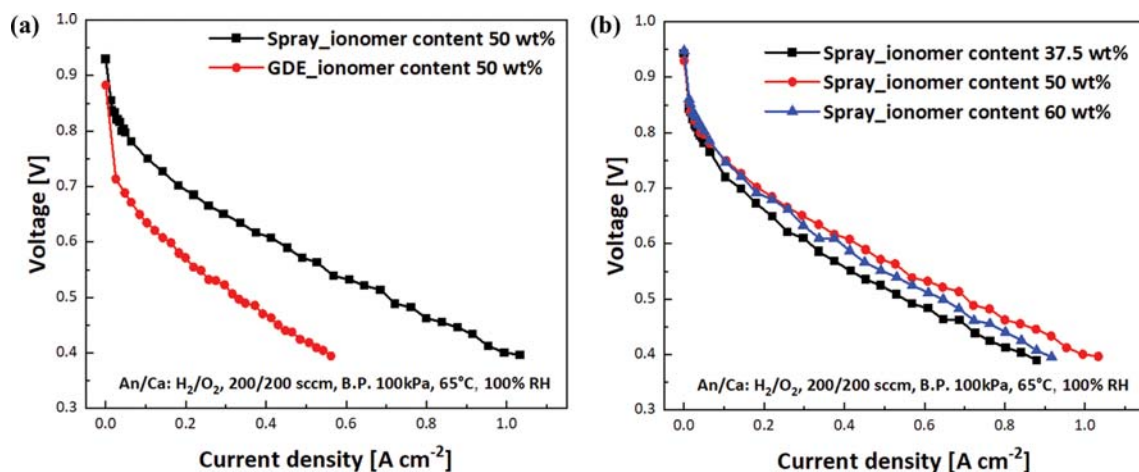 (a)
Spray_ionomer content 50 wt%
GDE_ionomer content 50 wt%
1.0
0.9
0.8
0.7
0.6
0.5
0.4
0.3
Voltage [V]
An/Ca: H₂/O₂, 200/200 sccm, B.P. 100kPa, 65°C, 100% RH
0.0 0.2 0.4 0.6 0.8 1.0
Current density [A cm⁻²]
(b)
Spray_ionomer content 37.5 wt%
Spray_ionomer content 50 wt%
Spray_ionomer content 60 wt%
1.0
0.9
0.8
0.7
0.6
0.5
0.4
0.3
Voltage [V]
An/Ca: H₂/O₂, 200/200 sccm, B.P. 100kPa, 65°C, 100% RH
0.0 0.2 0.4 0.6 0.8 1.0
Current density [A cm⁻²]